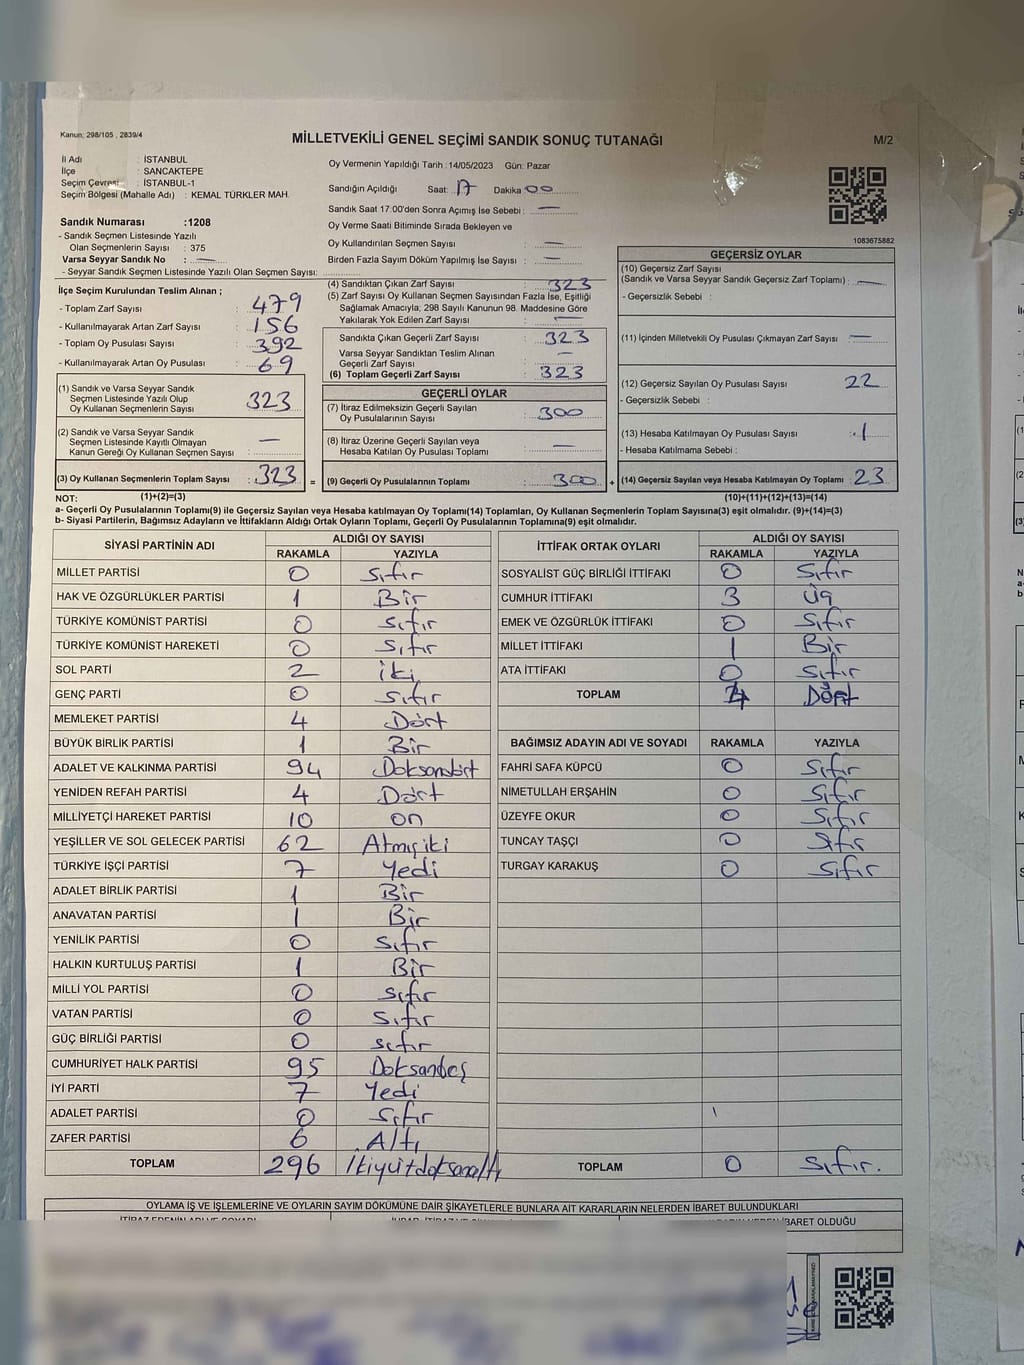 Kanun: 298/105 , 2839/4
MİLLETVEKİLİ GENEL SEÇİMİ SANDIK SONUÇ TUTANAĞI
M/2
İl Adı : İSTANBUL
İlçe : SANCAKTEPE
Seçim Çevresi : İSTANBUL-1
Seçim Bölgesi (Mahalle Adı) : KEMAL TÜRKLER MAH.
Sandık Numarası :1208
- Sandık Seçmen Listesinde Yazılı
Olan Seçmenlerin Sayısı : 375
Varsa Seyyar Sandık No : —
- Seyyar Sandık Seçmen Listesinde Yazılı Olan Seçmen Sayısı:
Oy Vermenin Yapıldığı Tarih :14/05/2023 Gün: Pazar
Sandığın Açıldığı Saat: 17 Dakika 00
Sandık Saat 17:00'den Sonra Açımış İse Sebebi : —
Oy Verme Saati Bitiminde Sırada Bekleyen ve
Oy Kullandırılan Seçmen Sayısı : —
Birden Fazla Sayım Döküm Yapılmış İse Sayısı : —
1083675882
İlçe Seçim Kurulundan Teslim Alınan ;
- Toplam Zarf Sayısı : 479
- Kullanılmayarak Artan Zarf Sayısı : 156
- Toplam Oy Pusulası Sayısı : 392
- Kullanılmayarak Artan Oy Pusulası : 69
(1) Sandık ve Varsa Seyyar Sandık
Seçmen Listesinde Yazılı Olup
Oy Kullanan Seçmenlerin Sayısı : 323
(2) Sandık ve Varsa Seyyar Sandık
Seçmen Listesinde Kayıtlı Olmayan
Kanun Gereği Oy Kullanan Seçmen Sayısı : —
(3) Oy Kullanan Seçmenlerin Toplam Sayısı : 323
(4) Sandıktan Çıkan Zarf Sayısı : 323
(5) Zarf Sayısı Oy Kullanan Seçmen Sayısından Fazla İse, Eşitliği
Sağlamak Amacıyla; 298 Sayılı Kanunun 98. Maddesine Göre
Yakılarak Yok Edilen Zarf Sayısı : —
Sandıkta Çıkan Geçerli Zarf Sayısı : 323
Varsa Seyyar Sandıktan Teslim Alınan
Geçerli Zarf Sayısı : —
(6) Toplam Geçerli Zarf Sayısı : 323
GEÇERLİ OYLAR
(7) İtiraz Edilmeksizin Geçerli Sayılan
Oy Pusulalarının Sayısı : 300
(8) İtiraz Üzerine Geçerli Sayılan veya
Hesaba Katılan Oy Pusulası Toplamı : —
= (9) Geçerli Oy Pusulalarının Toplamı : 300
GEÇERSİZ OYLAR
(10) Geçersiz Zarf Sayısı
(Sandık ve Varsa Seyyar Sandık Geçersiz Zarf Toplamı) : —
- Geçersizlik Sebebi :
(11) İçinden Milletvekili Oy Pusulası Çıkmayan Zarf Sayısı : —
(12) Geçersiz Sayılan Oy Pusulası Sayısı : 22
- Geçersizlik Sebebi :
(13) Hesaba Katılmayan Oy Pusulası Sayısı : 1
- Hesaba Katılmama Sebebi :
+ (14) Geçersiz Sayılan veya Hesaba Katılmayan Oy Toplamı : 23
NOT: (1)+(2)=(3) (10)+(11)+(12)+(13)=(14)
a- Geçerli Oy Pusulalarının Toplamı(9) ile Geçersiz Sayılan veya Hesaba katılmayan Oy Toplamı(14) Toplamları, Oy Kullanan Seçmenlerin Toplam Sayısına(3) eşit olmalıdır. (9)+(14)=(3)
b- Siyasi Partilerin, Bağımsız Adayların ve İttifakların Aldığı Ortak Oyların Toplamı, Geçerli Oy Pusulalarının Toplamına(9) eşit olmalıdır.
SİYASİ PARTİNİN ADI ALDIĞI OY SAYISI
RAKAMLA YAZIYLA
MİLLET PARTİSİ 0 Sıfır
HAK VE ÖZGÜRLÜKLER PARTİSİ 1 Bir
TÜRKİYE KOMÜNİST PARTİSİ 0 Sıfır
TÜRKİYE KOMÜNİST HAREKETİ 0 Sıfır
SOL PARTİ 2 iki
GENÇ PARTİ 0 Sıfır
MEMLEKET PARTİSİ 4 Dört
BÜYÜK BİRLİK PARTİSİ 1 Bir
ADALET VE KALKINMA PARTİSİ 94
YENİDEN REFAH PARTİSİ 4 Dört
MİLLİYETÇİ HAREKET PARTİSİ 10 on
YEŞİLLER VE SOL GELECEK PARTİSİ 62 Atmışiki
TÜRKİYE İŞÇİ PARTİSİ 7 Yedi
ADALET BİRLİK PARTİSİ 1 Bir
ANAVATAN PARTİSİ 1 Bir
YENİLİK PARTİSİ 0 Sıfır
HALKIN KURTULUŞ PARTİSİ 1 Bir
MİLLİ YOL PARTİSİ 0 Sıfır
VATAN PARTİSİ 0 Sıfır
GÜÇ BİRLİĞİ PARTİSİ 0 sıfır
CUMHURİYET HALK PARTİSİ 95 Doksanbeş
İYİ PARTİ 7 Yedi
ADALET PARTİSİ 0 Sıfır
ZAFER PARTİSİ 6 Altı
TOPLAM 296 İkiyüzdoksanaltı
İTTİFAK ORTAK OYLARI ALDIĞI OY SAYISI
RAKAMLA YAZIYLA
SOSYALİST GÜÇ BİRLİĞİ İTTİFAKI 0 Sıfır
CUMHUR İTTİFAKI 3 Üç
EMEK VE ÖZGÜRLÜK İTTİFAKI 0 Sıfır
MİLLET İTTİFAKI 1 Bir
ATA İTTİFAKI 0 Sıfır
TOPLAM 4 Dört
BAĞIMSIZ ADAYIN ADI VE SOYADI RAKAMLA YAZIYLA
FAHRİ SAFA KÜPCÜ 0 Sıfır
NİMETULLAH ERŞAHİN 0 Sıfır
ÜZEYFE OKUR 0 Sıfır
TUNCAY TAŞÇI 0 Sıfır
TURGAY KARAKUŞ 0 Sıfır
TOPLAM 0 Sıfır.
OYLAMA İŞ VE İŞLEMLERİNE VE OYLARIN SAYIM DÖKÜMÜNE DAİR ŞİKAYETLERLE BUNLARA AİT KARARLARIN NELERDEN İBARET BULUNDUKLARI
İBARET OLDUĞU